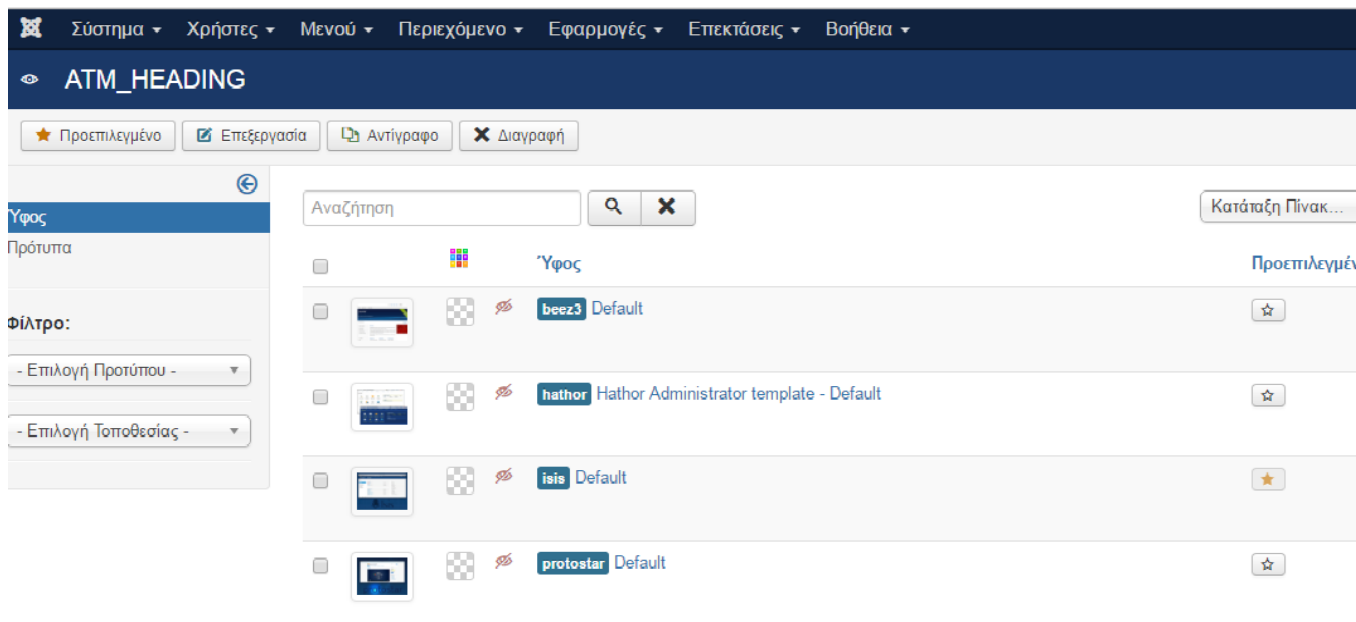 Σύστημα Χρήστες Μενού Περιεχόμενο Εφαρμογές Επεκτάσεις Βοήθεια
ATM_HEADING
Προεπιλεγμένο Επεξεργασία Αντίγραφο Διαγραφή
Αναζήτηση Κατάταξη Πίνακ...
Ύφος
Πρότυπα
Ύφος Προεπιλεγμέν
beez3 Default
Φίλτρο:
- Επιλογή Προτύπου -
hathor Hathor Administrator template - Default
- Επιλογή Τοποθεσίας -
isis Default
protostar Default